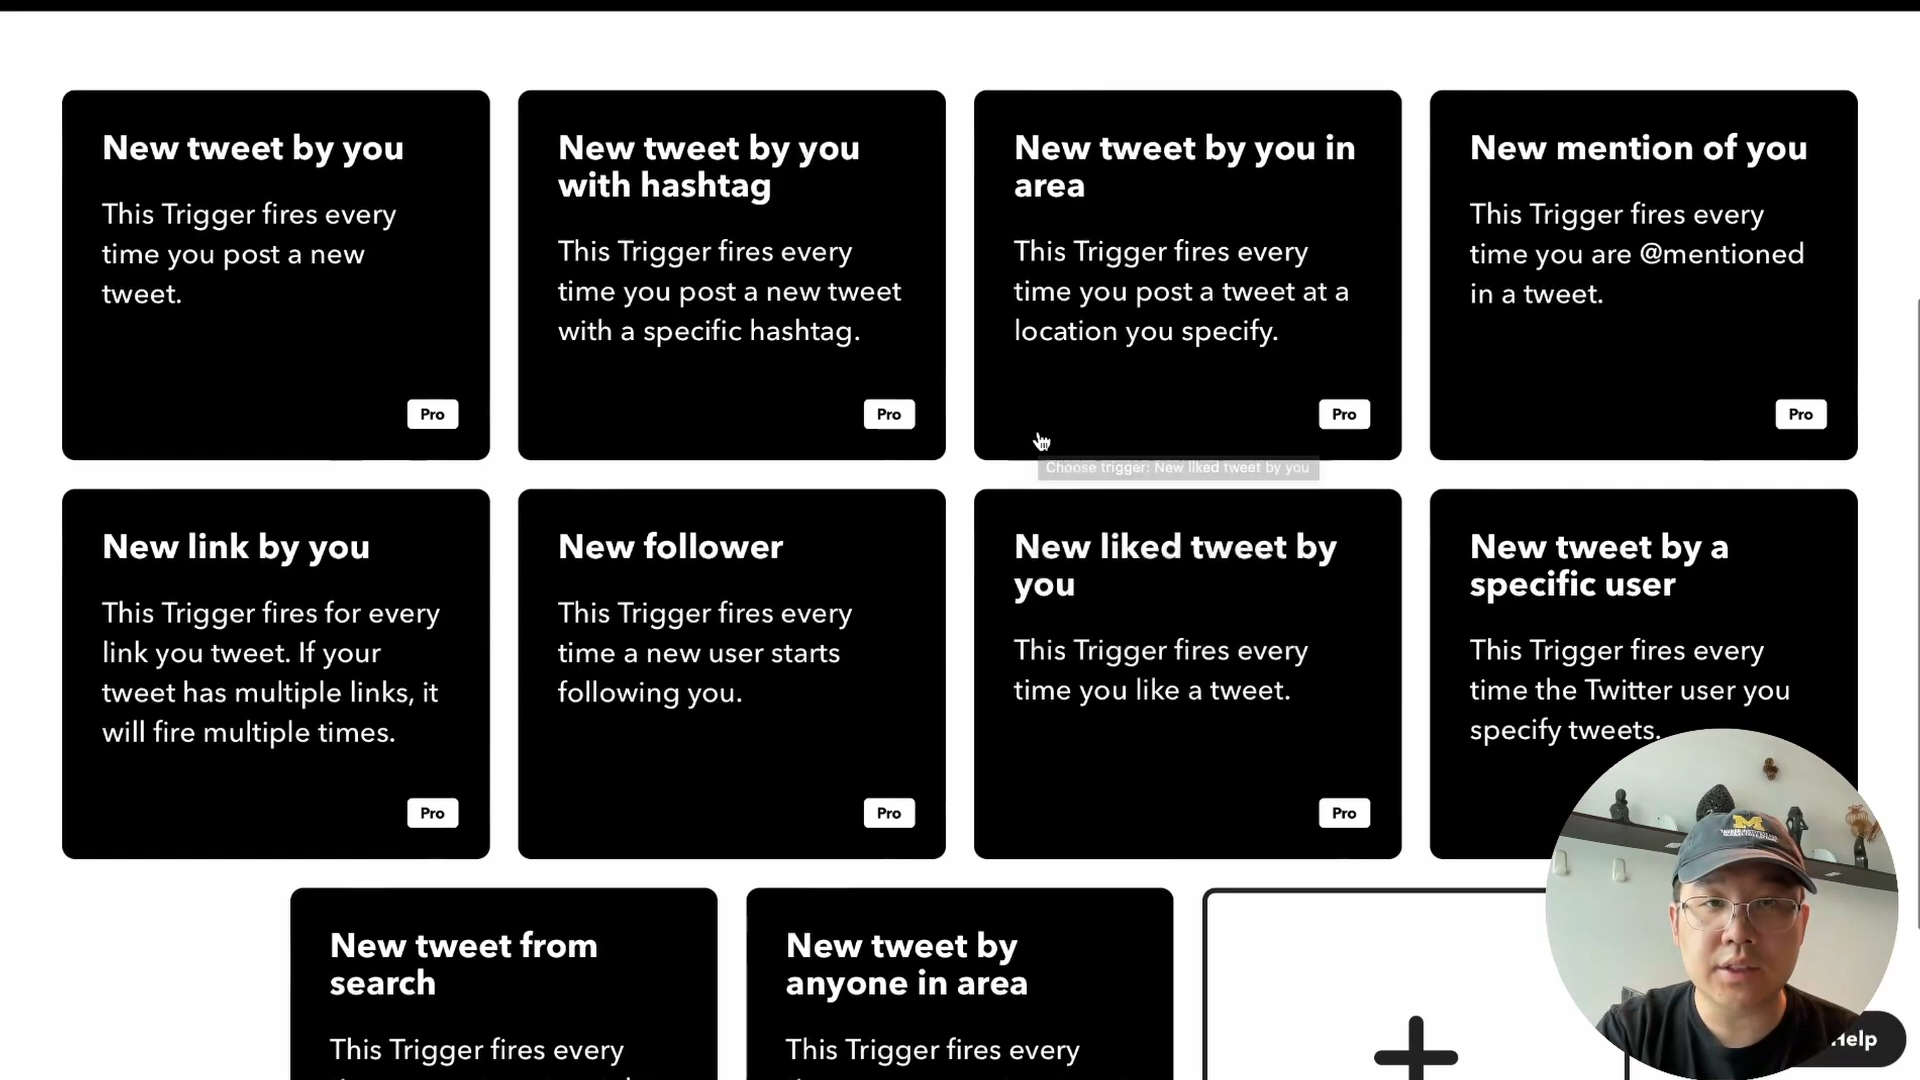 New tweet by you
This Trigger fires every
time you post a new
tweet.
Pro
New tweet by you
with hashtag
This Trigger fires every
time you post a new tweet
with a specific hashtag.
Pro
New tweet by you in
area
This Trigger fires every
time you post a tweet at a
location you specify.
Pro
New mention of you
This Trigger fires every
time you are @mentioned
in a tweet.
Pro
Choose trigger: New liked tweet by you
New link by you
This Trigger fires for every
link you tweet. If your
tweet has multiple links, it
will fire multiple times.
Pro
New follower
This Trigger fires every
time a new user starts
following you.
Pro
New liked tweet by
you
This Trigger fires every
time you like a tweet.
Pro
New tweet by a
specific user
This Trigger fires every
time the Twitter user you
specify tweets.
New tweet from
search
This Trigger fires every
New tweet by
anyone in area
This Trigger fires every
M
Help